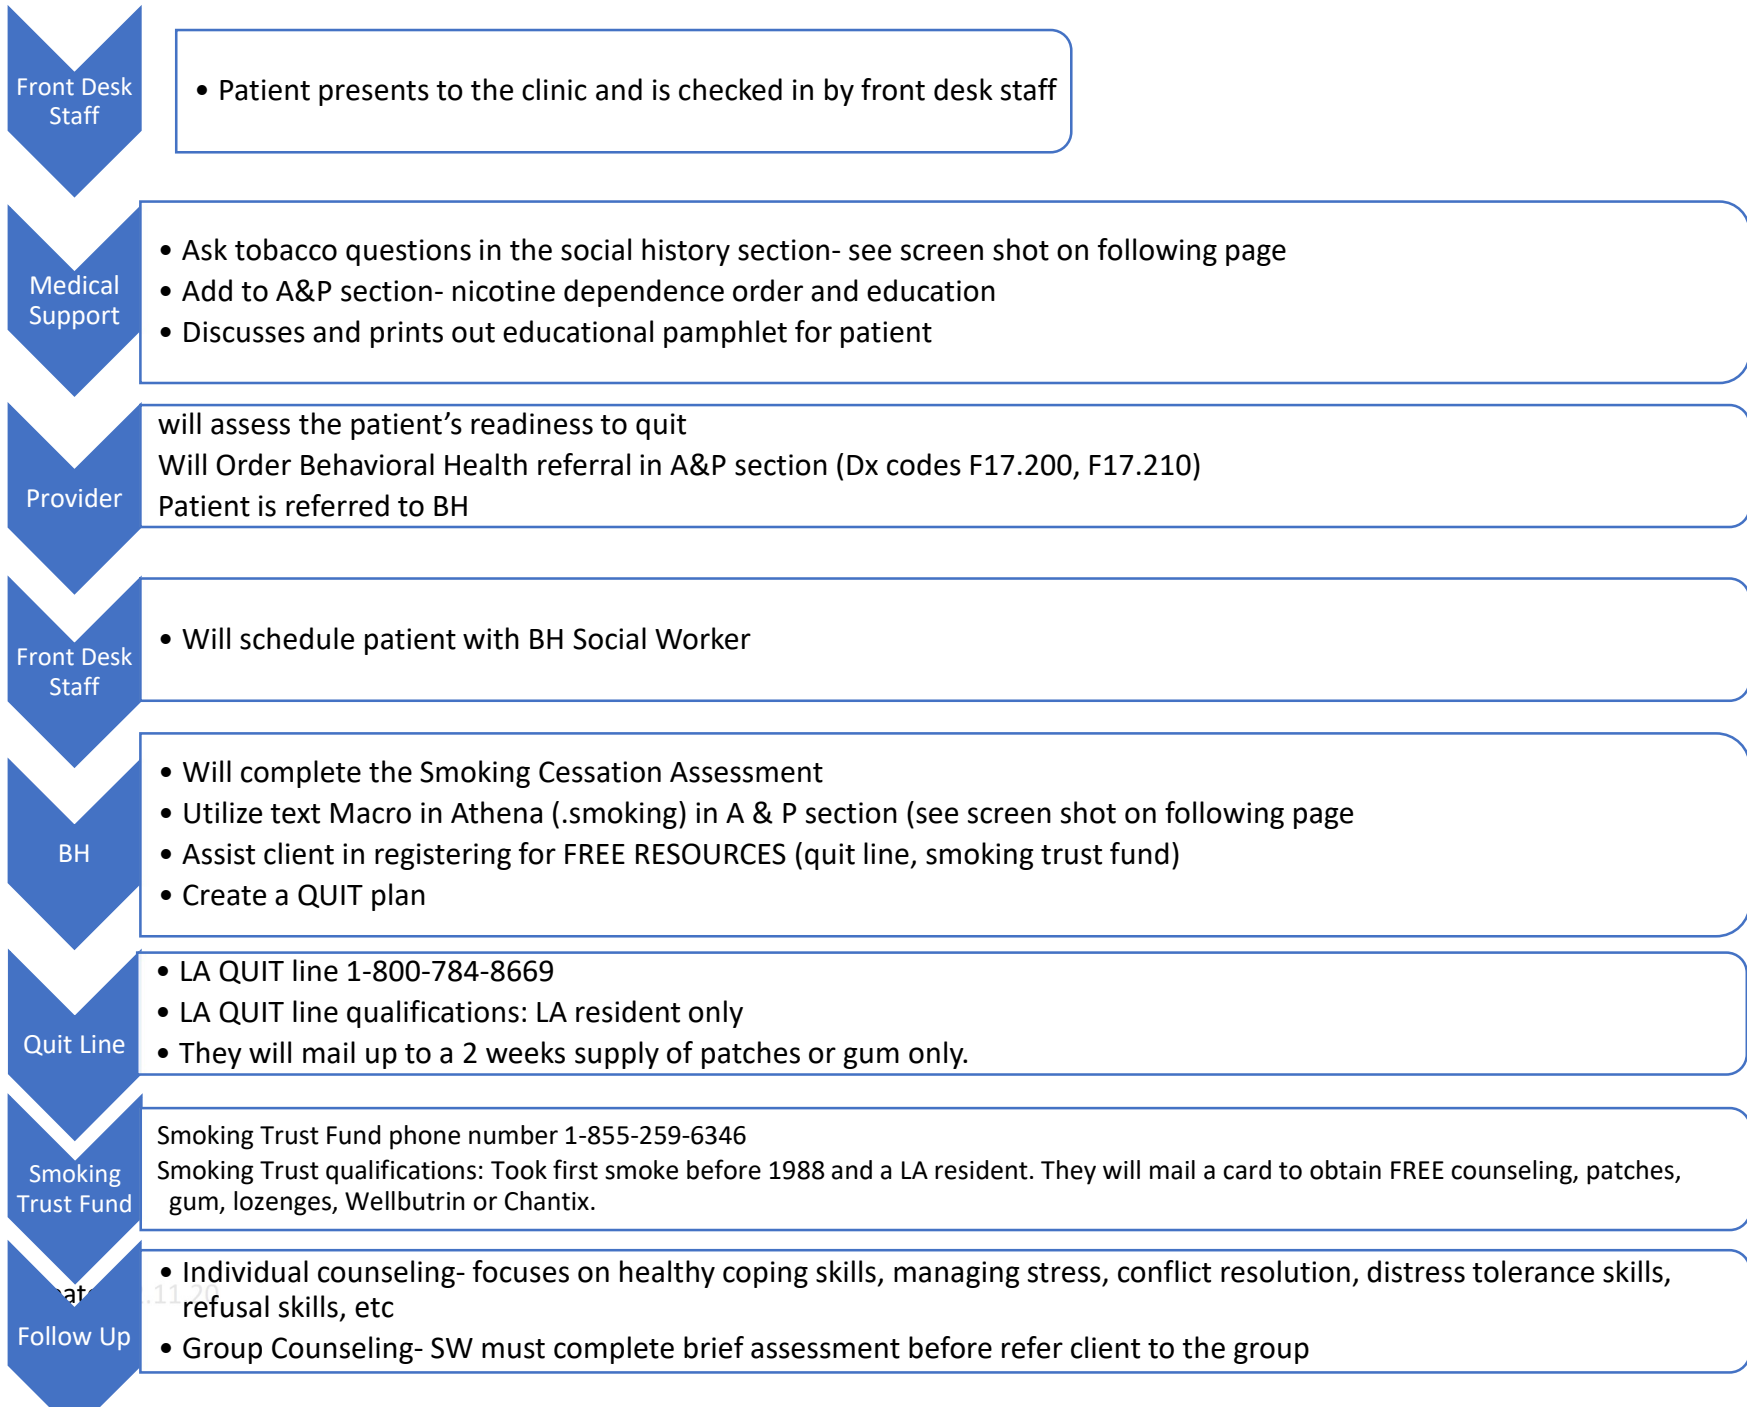 Front Desk
Staff
• Patient presents to the clinic and is checked in by front desk staff
Medical
Support
• Ask tobacco questions in the social history section- see screen shot on following page
• Add to A&P section- nicotine dependence order and education
• Discusses and prints out educational pamphlet for patient
Provider
will assess the patient’s readiness to quit
Will Order Behavioral Health referral in A&P section (Dx codes F17.200, F17.210)
Patient is referred to BH
Front Desk
Staff
• Will schedule patient with BH Social Worker
BH
• Will complete the Smoking Cessation Assessment
• Utilize text Macro in Athena (.smoking) in A & P section (see screen shot on following page
• Assist client in registering for FREE RESOURCES (quit line, smoking trust fund)
• Create a QUIT plan
Quit Line
• LA QUIT line 1-800-784-8669
• LA QUIT line qualifications: LA resident only
• They will mail up to a 2 weeks supply of patches or gum only.
Smoking
Trust Fund
Smoking Trust Fund phone number 1-855-259-6346
Smoking Trust qualifications: Took first smoke before 1988 and a LA resident. They will mail a card to obtain FREE counseling, patches,
gum, lozenges, Wellbutrin or Chantix.
Follow Up
• Individual counseling- focuses on healthy coping skills, managing stress, conflict resolution, distress tolerance skills,
refusal skills, etc
• Group Counseling- SW must complete brief assessment before refer client to the group